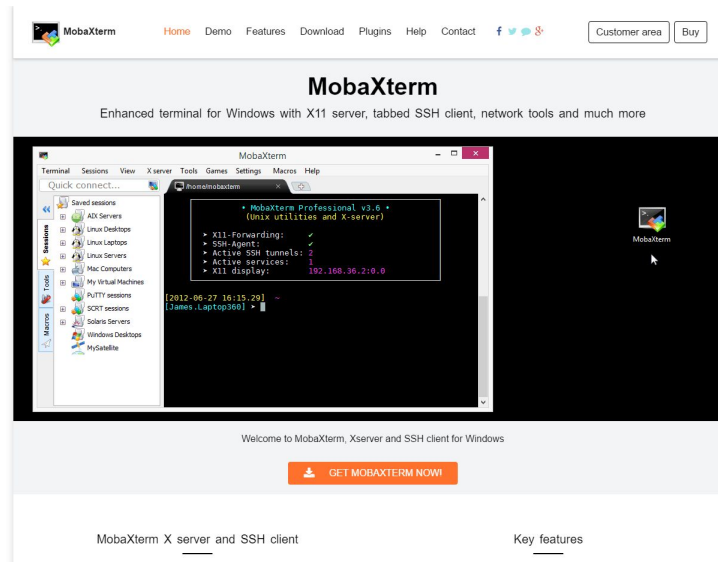 MobaXterm
Home Demo Features Download Plugins Help Contact
Customer area Buy
MobaXterm
Enhanced terminal for Windows with X11 server, tabbed SSH client, network tools and much more
MobaXterm
Terminal Sessions View X server Tools Games Settings Macros Help
Quick connect...
/home/mobaxterm
Sessions
Tools
Macros
Saved sessions
AIX Servers
Linux Desktops
Linux Laptops
Linux Servers
Mac Computers
My Virtual Machines
PuTTY sessions
SCRT sessions
Solaris Servers
Windows Desktops
MySatellite
• MobaXterm Professional v3.6 •
(Unix utilities and X-server)
➤ X11-Forwarding: ✔
➤ SSH-Agent: ✔
➤ Active SSH tunnels: 2
➤ Active services: 1
➤ X11 display: 192.168.36.2:0.0
[2012-06-27 16:15.29] ~
[James.Laptop360] ➤
MobaXterm
Welcome to MobaXterm, Xserver and SSH client for Windows
GET MOBAXTERM NOW!
MobaXterm X server and SSH client
Key features